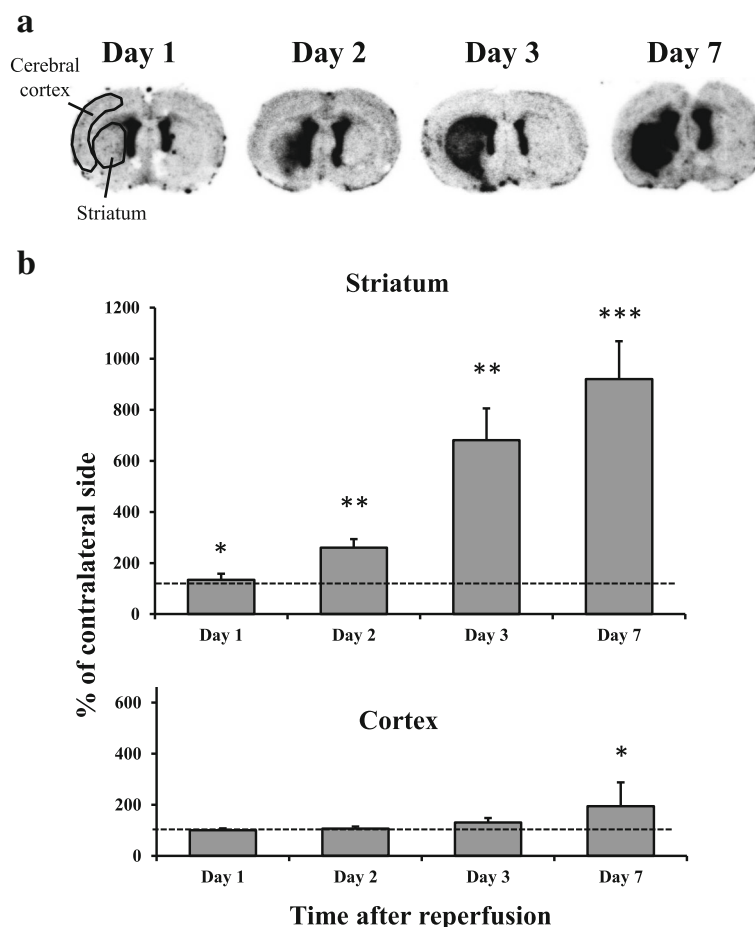 a
Day 1
Day 2
Day 3
Day 7
Cerebral
cortex
Striatum
b
Striatum
% of contralateral side
1200
1000
800
600
400
200
0
*
**
**
***
Day 1
Day 2
Day 3
Day 7
Cortex
600
400
200
0
*
Day 1
Day 2
Day 3
Day 7
Time after reperfusion